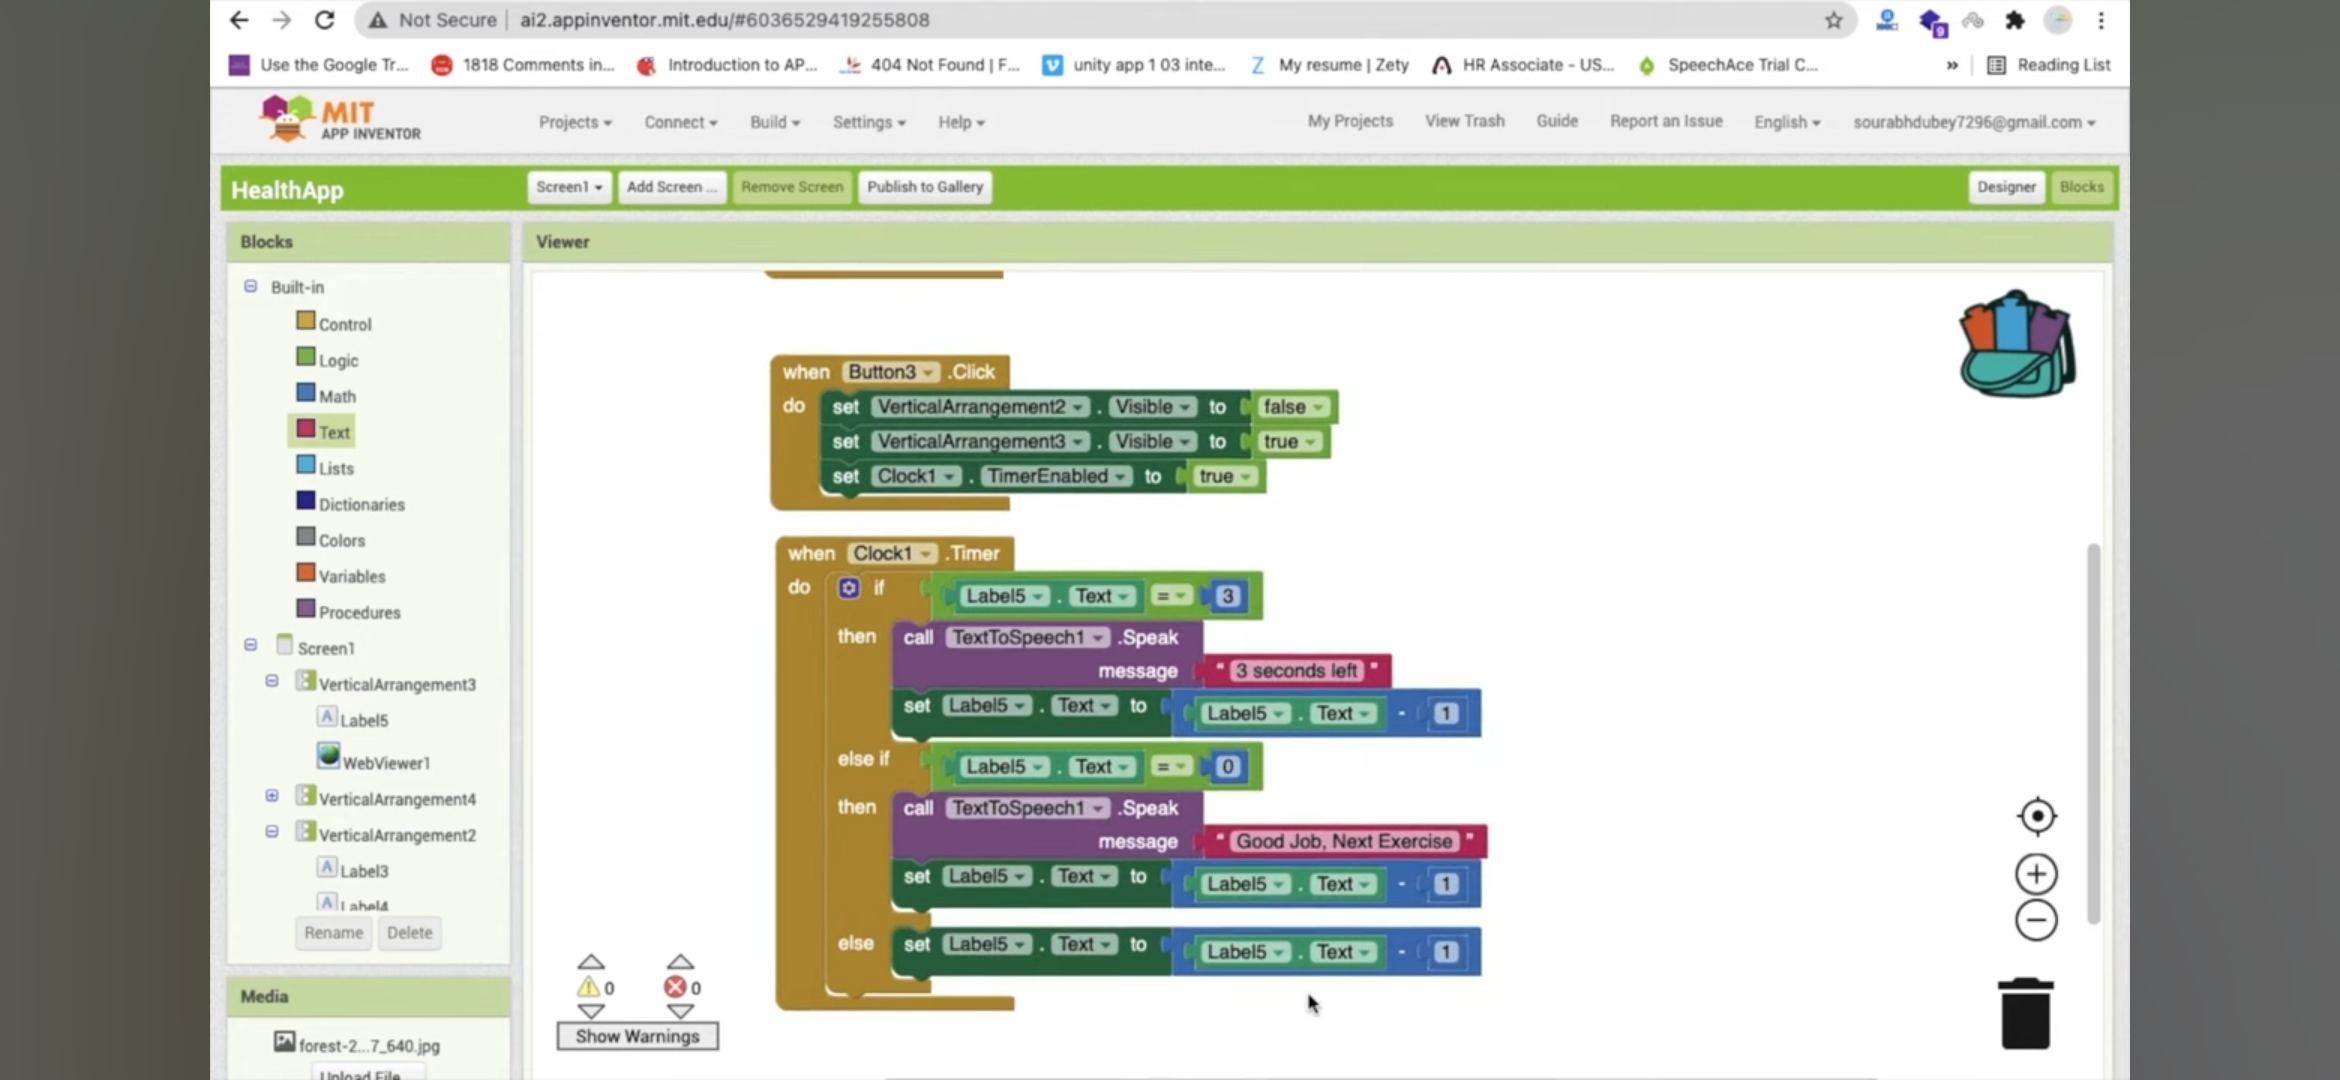 Not Secure | ai2.appinventor.mit.edu/#6036529419255808
9
Use the Google Tr... 1818 Comments in... Introduction to AP... 404 Not Found | F... unity app 1 03 inte... My resume | Zety HR Associate - US... SpeechAce Trial C... » Reading List
MIT
APP INVENTOR
Projects Connect Build Settings Help My Projects View Trash Guide Report an Issue English sourabhdubey7296@gmail.com
HealthApp Screen1 Add Screen ... Remove Screen Publish to Gallery Designer Blocks
Blocks
Built-in
Control
Logic
Math
Text
Lists
Dictionaries
Colors
Variables
Procedures
Screen1
VerticalArrangement3
Label5
WebViewer1
VerticalArrangement4
VerticalArrangement2
Label3
Label4
Rename Delete
Media
forest-2...7_640.jpg
Upload File
Viewer
when Button3 .Click
do set VerticalArrangement2 . Visible to false
set VerticalArrangement3 . Visible to true
set Clock1 . TimerEnabled to true
when Clock1 .Timer
do if Label5 . Text = 3
then call TextToSpeech1 .Speak
message " 3 seconds left "
set Label5 . Text to Label5 . Text - 1
else if Label5 . Text = 0
then call TextToSpeech1 .Speak
message " Good Job, Next Exercise "
set Label5 . Text to Label5 . Text - 1
else set Label5 . Text to Label5 . Text - 1
0 0
Show Warnings